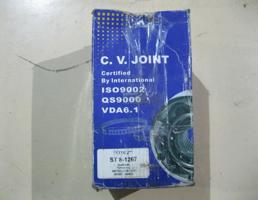 C. V. JOINT
Certified
By International
ISO9002
QS9000
VDA6.1
ST 8-1267